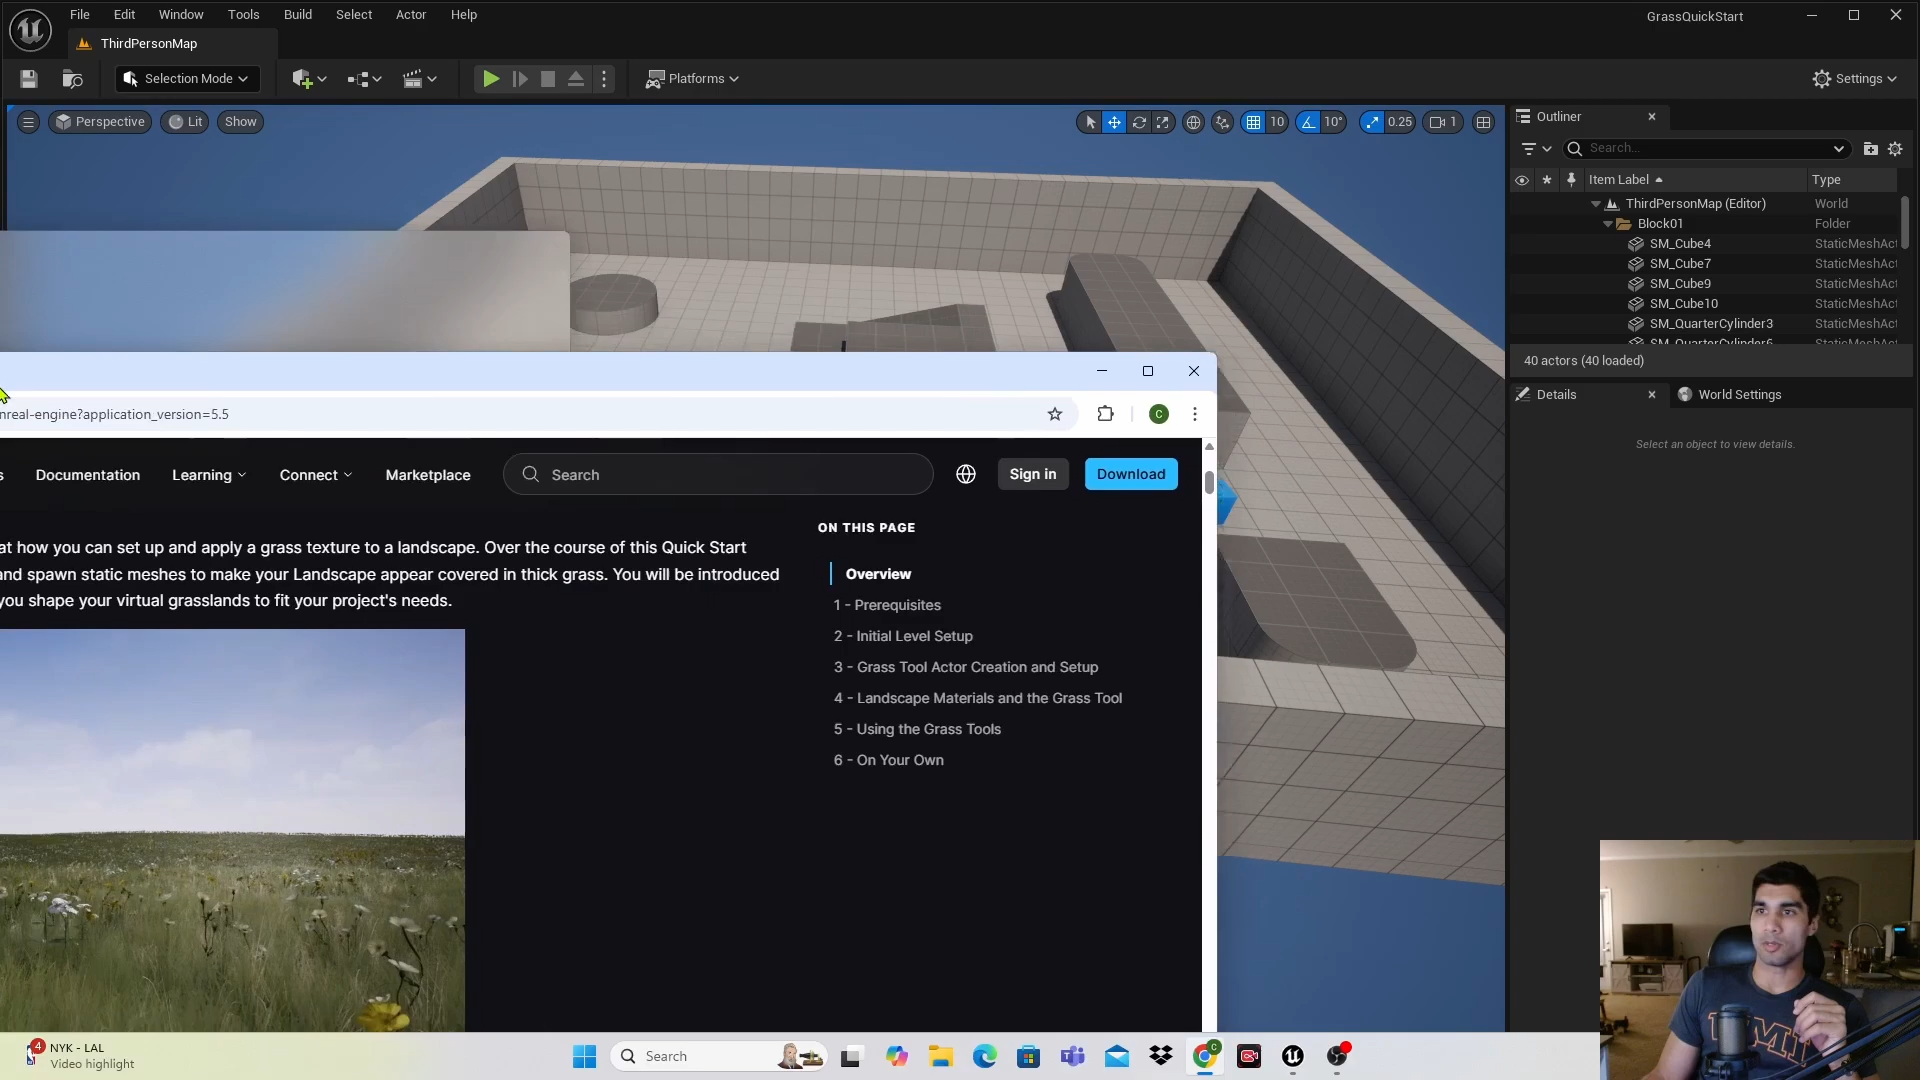 File Edit Window Tools Build Select Actor Help
GrassQuickStart
ThirdPersonMap
Selection Mode
Platforms
Settings
Perspective
Lit
Show
10
10°
0.25
1
Outliner
Search...
Item Label
Type
ThirdPersonMap (Editor) World
Block01 Folder
SM_Cube4 StaticMeshAct
SM_Cube7 StaticMeshAct
SM_Cube9 StaticMeshAct
SM_Cube10 StaticMeshAct
SM_QuarterCylinder3 StaticMeshAct
SM_QuarterCylinder6 StaticMeshAct
40 actors (40 loaded)
Details
World Settings
Select an object to view details.
nreal-engine?application_version=5.5
C
s Documentation Learning Connect Marketplace
Search
Sign in
Download
at how you can set up and apply a grass texture to a landscape. Over the course of this Quick Start
and spawn static meshes to make your Landscape appear covered in thick grass. You will be introduced
you shape your virtual grasslands to fit your project's needs.
ON THIS PAGE
Overview
1 - Prerequisites
2 - Initial Level Setup
3 - Grass Tool Actor Creation and Setup
4 - Landscape Materials and the Grass Tool
5 - Using the Grass Tools
6 - On Your Own
4
NYK - LAL
Video highlight
Search
C